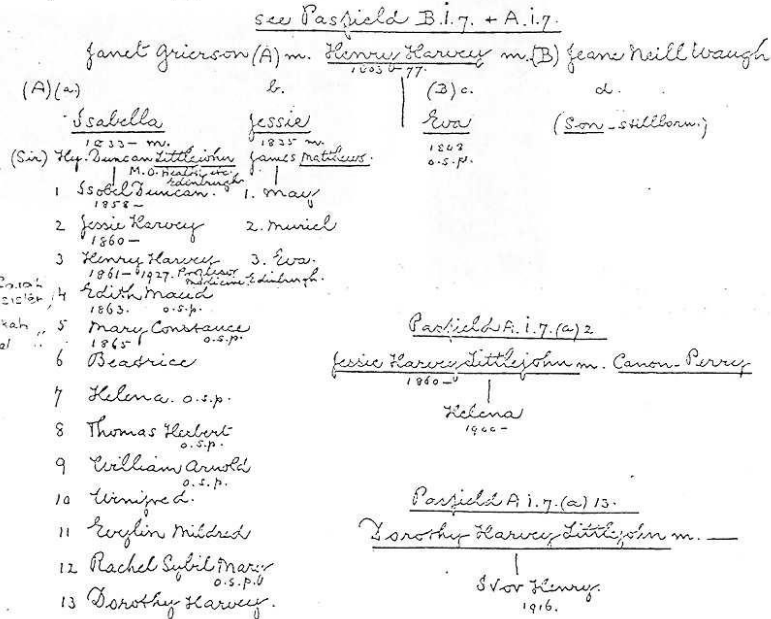 see Pasfield B.i.7. + A.i.7.
Janet Grierson (A) m. Henry Harvey m. (B) Jeane Neill Waugh
1803-77.
(A) (a) b. (B) c. d.
Isabella Jessie Eva (Son - stillborn.)
1833- m. 1835 m. 1848
o.s.p.
(Sir) Hy. Duncan Littlejohn James Matthews.
M.O. Health, etc.
Edinburgh
1 Isobel Duncan. 1. May
1858-
2 Jessie Harvey 2. Muriel
1860-
3 Henry Harvey 3. Eva.
1861-1927. Professor
Medicine, Edinburgh.
sister
4 Edith Maud
1863. o.s.p.
5 Mary Constance
1865 o.s.p.
6 Beatrice
7 Helena. o.s.p.
8 Thomas Herbert
o.s.p.
9 William Arnold
o.s.p.
10 Winifred.
11 Evylin Mildred
12 Rachel Sybil Mary
o.s.p.
13 Dorothy Harvey.
Pasfield A.i.7.(a) 2
Jessie Harvey Littlejohn m. Canon Perry
1860-
Helena
1900-
Pasfield A i.7.(a) 13.
Dorothy Harvey Littlejohn m. —
Ivor Henry.
1916.